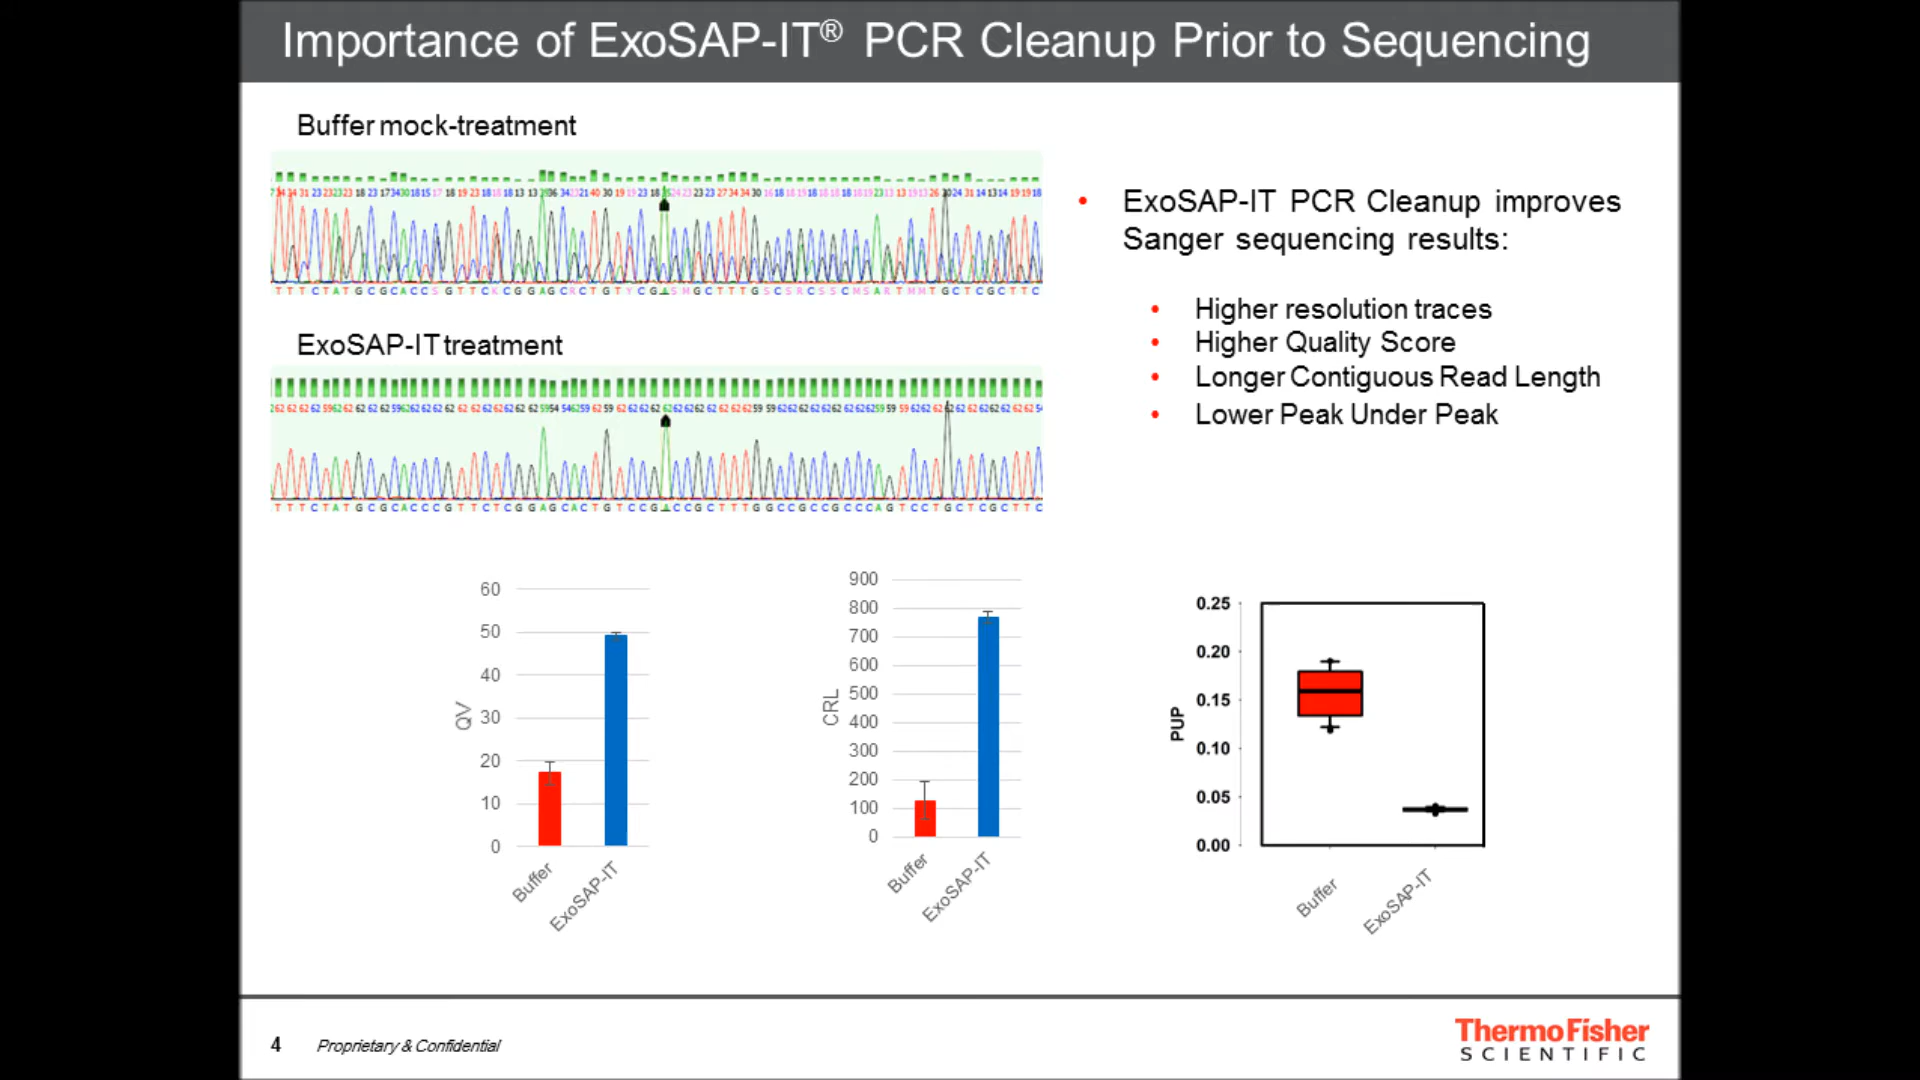 Importance of ExoSAP-IT® PCR Cleanup Prior to Sequencing
Buffer mock-treatment
T T T C T A T G C G C A C C S G T T C K C G G A G C R C T G T Y C G A S M G C T T T G S C S R C S S C M S A R T M M T G C T C G C T T C
ExoSAP-IT treatment
T T T C T A T G C G C A C C C G T T C T C G G A G C A C T G T C C G A C C G C T T T G G C C G C C G C C C A G T C C T G C T C G C T T C
• ExoSAP-IT PCR Cleanup improves
Sanger sequencing results:
• Higher resolution traces
• Higher Quality Score
• Longer Contiguous Read Length
• Lower Peak Under Peak
60
50
40
30
20
10
0
QV
Buffer
ExoSAP-IT
900
800
700
600
500
400
300
200
100
0
CRL
Buffer
ExoSAP-IT
0.25
0.20
0.15
0.10
0.05
0.00
PUP
Buffer
ExoSAP-IT
4 Proprietary & Confidential
ThermoFisher
SCIENTIFIC